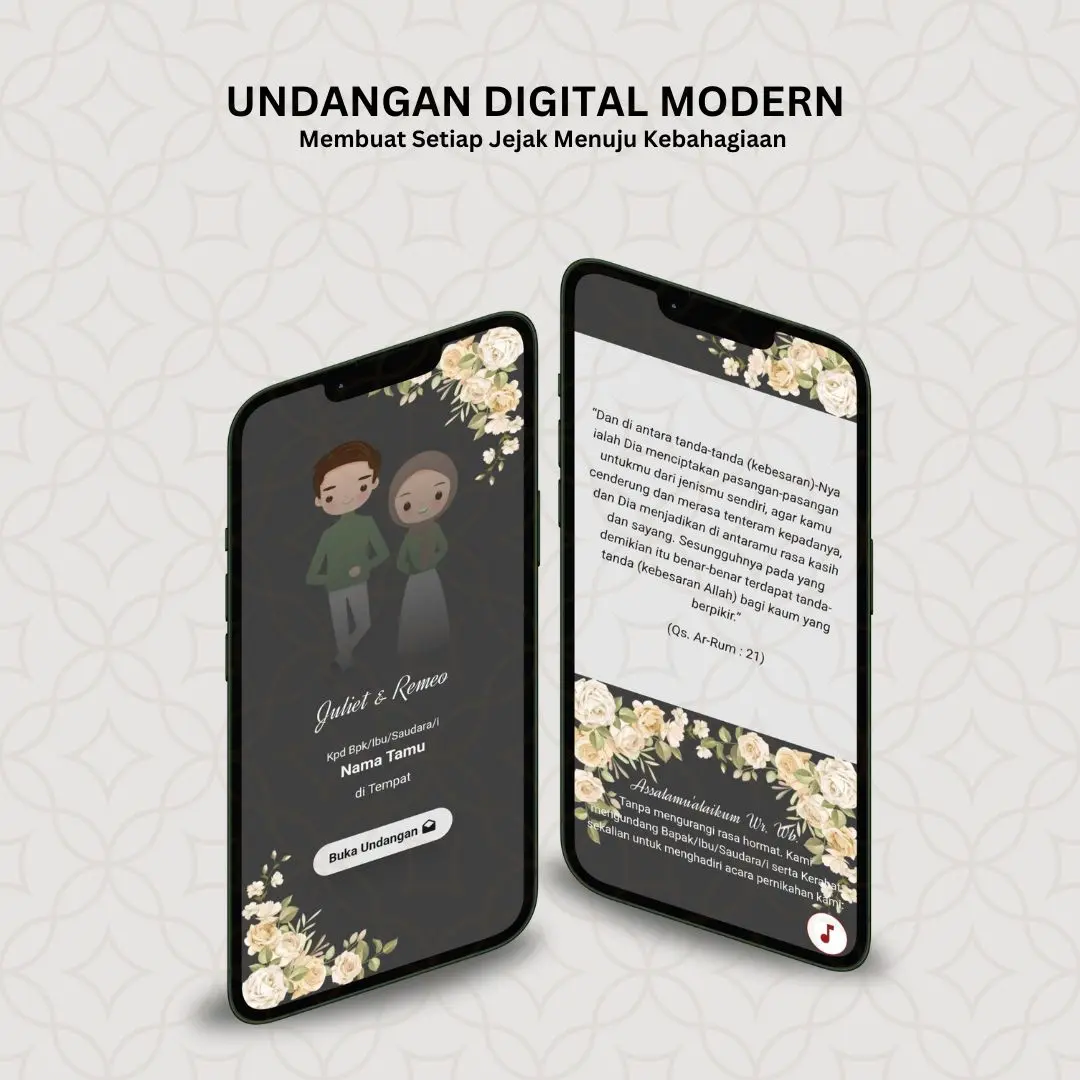 UNDANGAN DIGITAL MODERN
Membuat Setiap Jejak Menuju Kebahagiaan
Juliet & Remeo
Kpd Bpk/Ibu/Saudara/i
Nama Tamu
di Tempat
Buka Undangan
“Dan di antara tanda-tanda (kebesaran)-Nya
ialah Dia menciptakan pasangan-pasangan
untukmu dari jenismu sendiri, agar kamu
cenderung dan merasa tenteram kepadanya,
dan Dia menjadikan di antaramu rasa kasih
dan sayang. Sesungguhnya pada yang
demikian itu benar-benar terdapat tanda-
tanda (kebesaran Allah) bagi kaum yang
berpikir.”
(Qs. Ar-Rum : 21)
Assalamu'alaikum Wr. Wb.
Tanpa mengurangi rasa hormat. Kami
mengundang Bapak/Ibu/Saudara/i serta Kerabat
sekalian untuk menghadiri acara pernikahan kami: